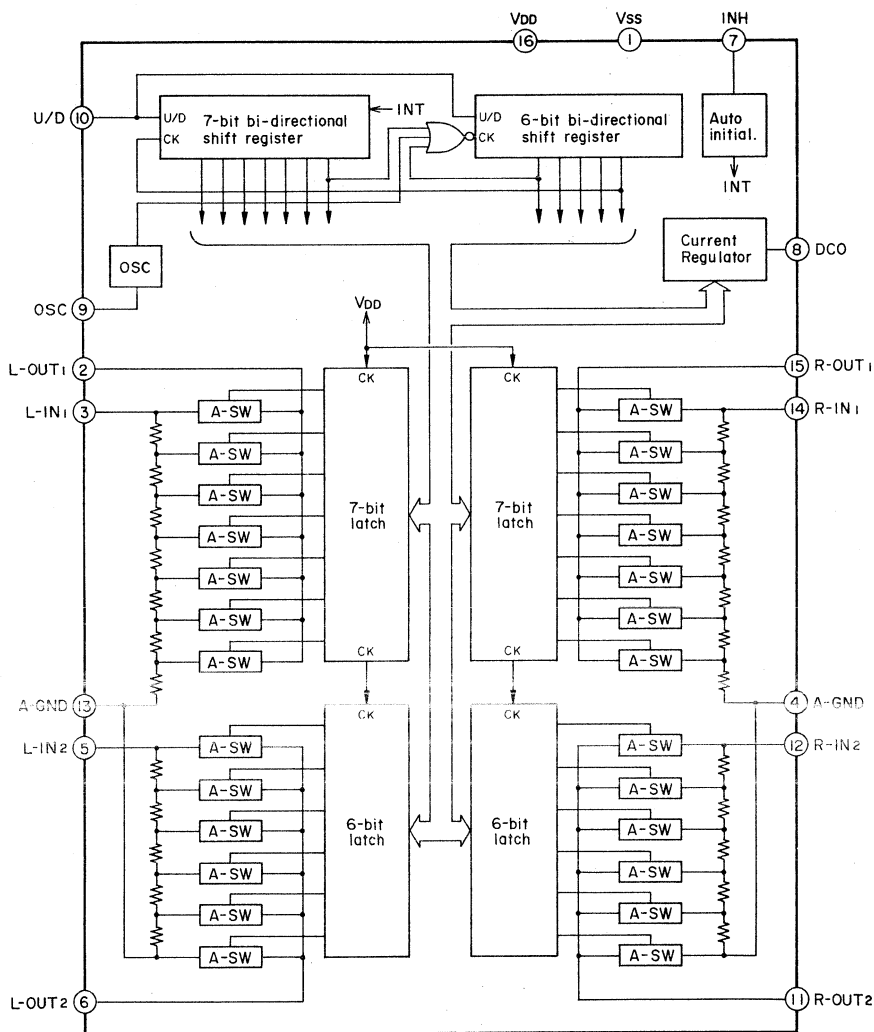 VDD VSS INH
16 1 7
U/D 10 U/D 7-bit bi-directional shift register CK
INT
U/D 6-bit bi-directional shift register CK
Auto initial.
INT
OSC
OSC 9
Current Regulator
8 DCO
VDD
L-OUT1 2
L-IN1 3
15 R-OUT1
14 R-IN1
A-SW
A-SW
A-SW
A-SW
A-SW
A-SW
A-SW
CK
7-bit latch
CK
CK
7-bit latch
CK
A-SW
A-SW
A-SW
A-SW
A-SW
A-SW
A-SW
A-GND 13
4 A-GND
L-IN2 5
12 R-IN2
A-SW
A-SW
A-SW
A-SW
A-SW
A-SW
CK
6-bit latch
CK
6-bit latch
A-SW
A-SW
A-SW
A-SW
A-SW
A-SW
L-OUT2 6
11 R-OUT2